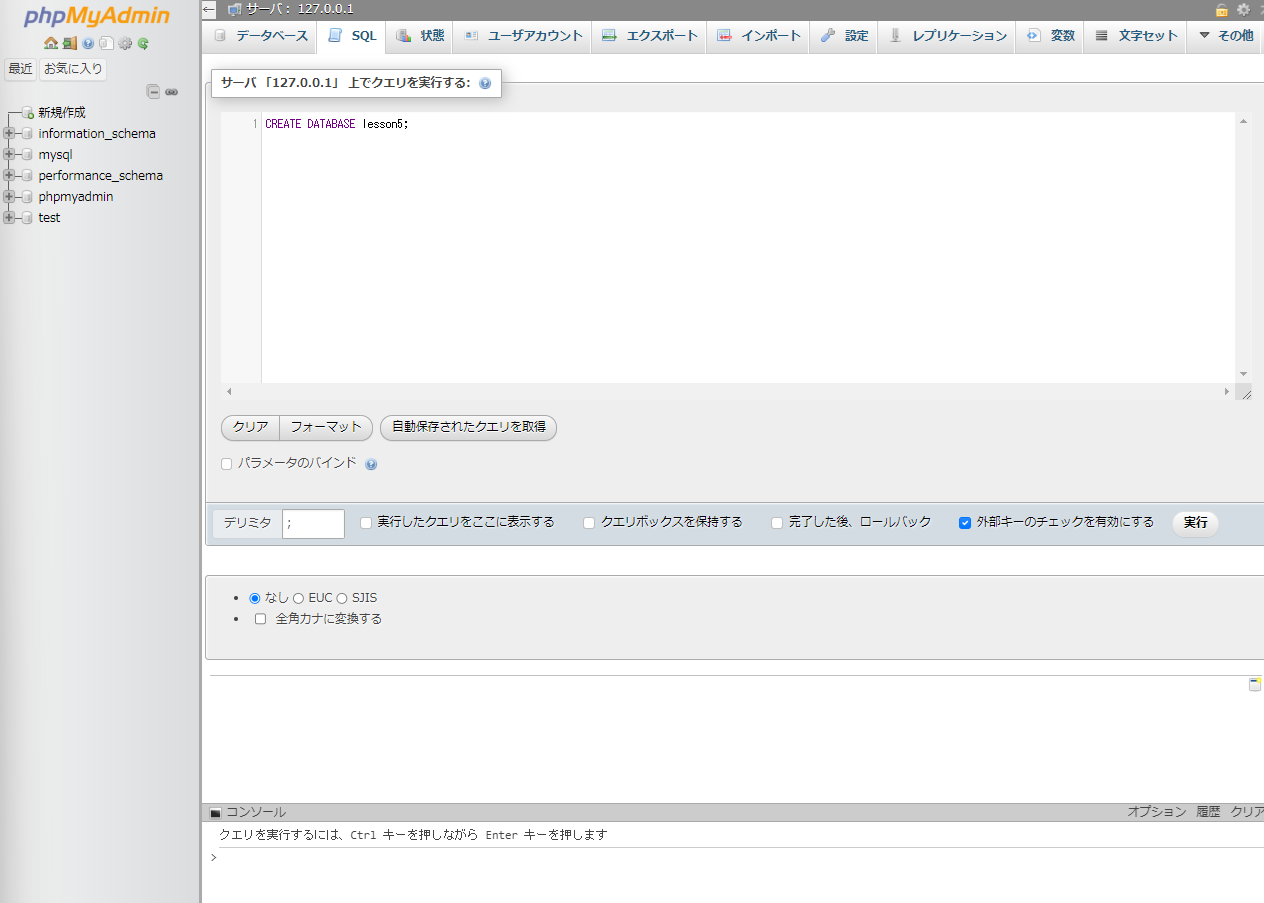 phpMyAdmin
最近 お気に入り
新規作成
information_schema
mysql
performance_schema
phpmyadmin
test
サーバ: 127.0.0.1
データベース SQL 状態 ユーザアカウント エクスポート インポート 設定 レプリケーション 変数 文字セット その他
サーバ 「127.0.0.1」 上でクエリを実行する:
1 CREATE DATABASE lesson5;
クリア フォーマット 自動保存されたクエリを取得
パラメータのバインド
デリミタ ; 実行したクエリをここに表示する クエリボックスを保持する 完了した後、ロールバック 外部キーのチェックを有効にする 実行
なし EUC SJIS
全角カナに変換する
コンソール オプション 履歴 クリア
クエリを実行するには、Ctrl キーを押しながら Enter キーを押します
>